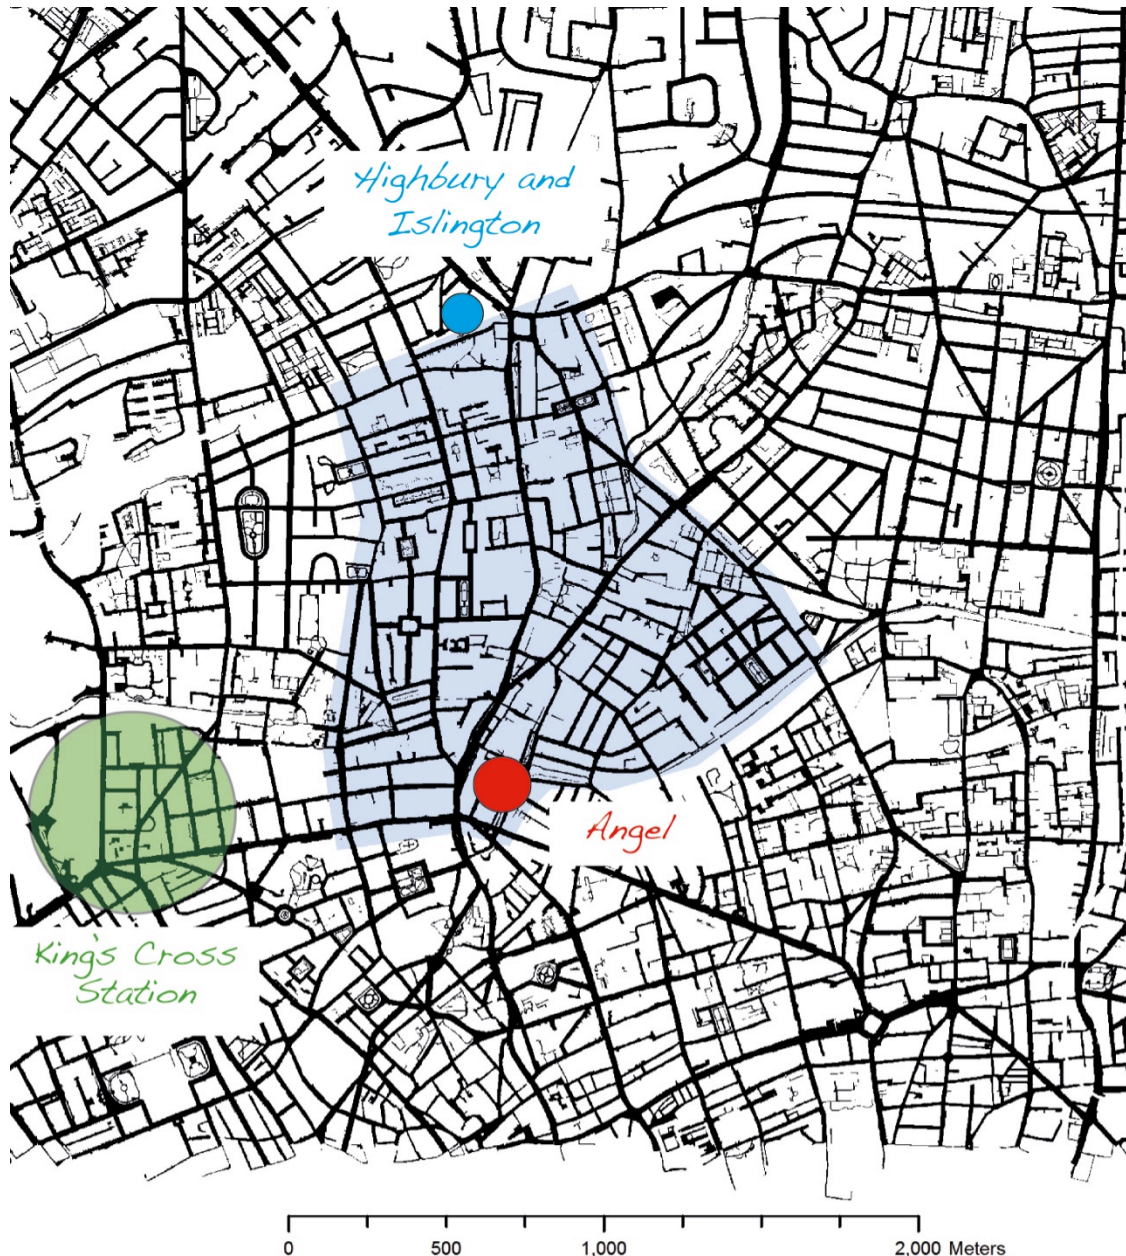 Highbury and
Islington
Angel
King's Cross
Station
0 500 1,000 2,000 Meters